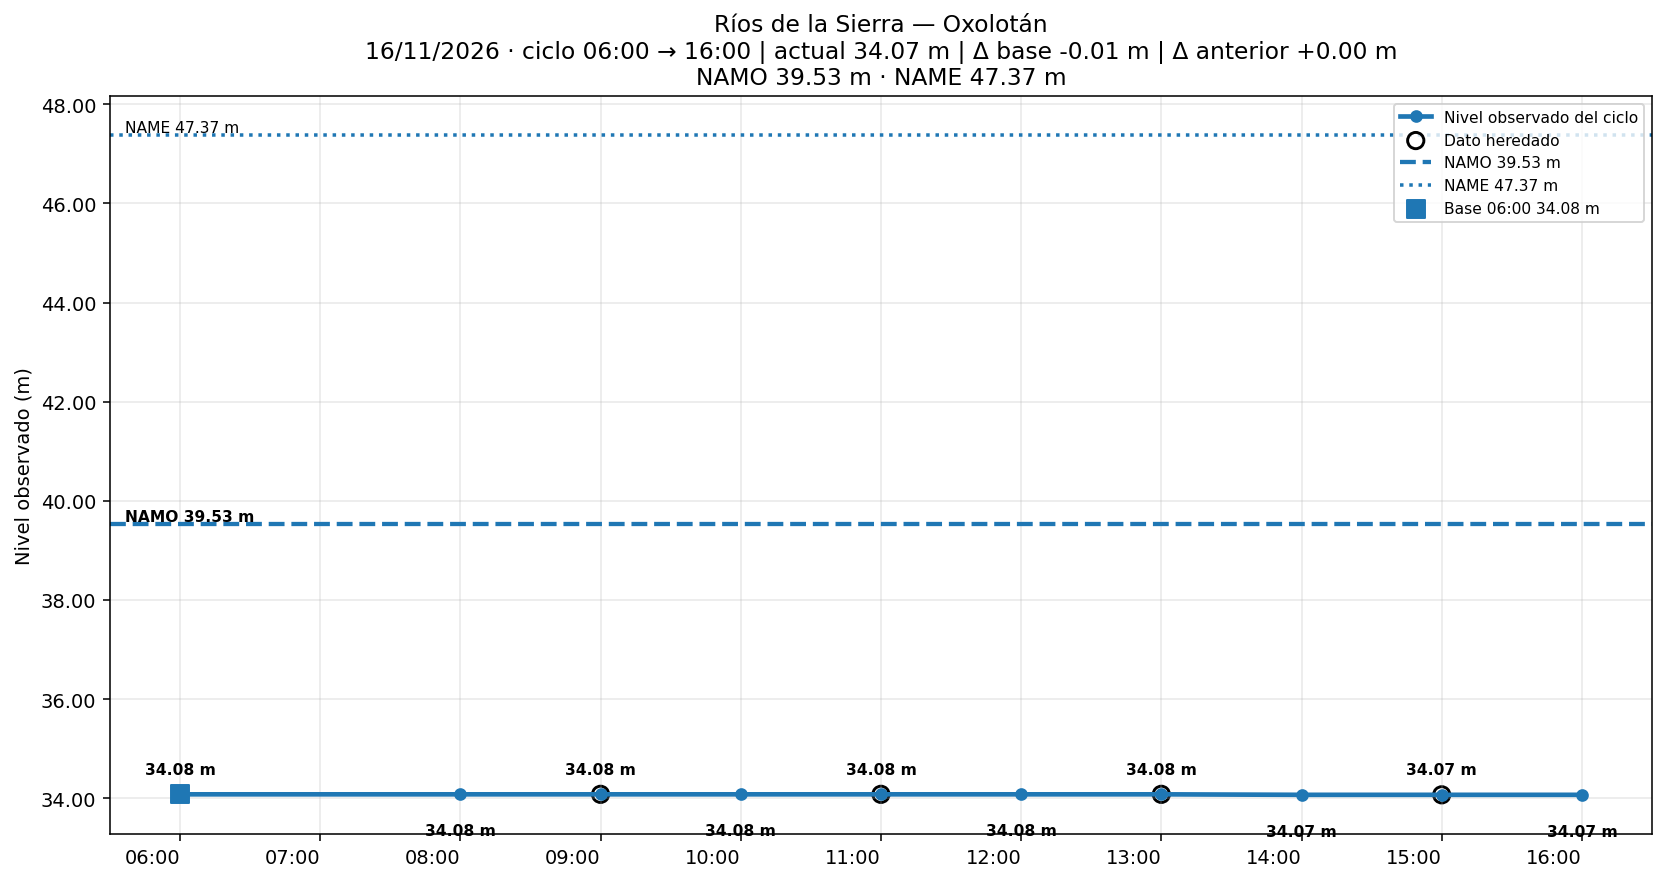 Ríos de la Sierra — Oxolotán
16/11/2026 · ciclo 06:00 → 16:00 | actual 34.07 m | Δ base -0.01 m | Δ anterior +0.00 m
NAMO 39.53 m · NAME 47.37 m
Nivel observado (m)
48.00
46.00
44.00
42.00
40.00
38.00
36.00
34.00
NAME 47.37 m
NAMO 39.53 m
Nivel observado del ciclo
Dato heredado
NAMO 39.53 m
NAME 47.37 m
Base 06:00 34.08 m
34.08 m 34.08 m 34.08 m 34.08 m 34.07 m
34.08 m 34.08 m 34.08 m 34.07 m 34.07 m
06:00 07:00 08:00 09:00 10:00 11:00 12:00 13:00 14:00 15:00 16:00